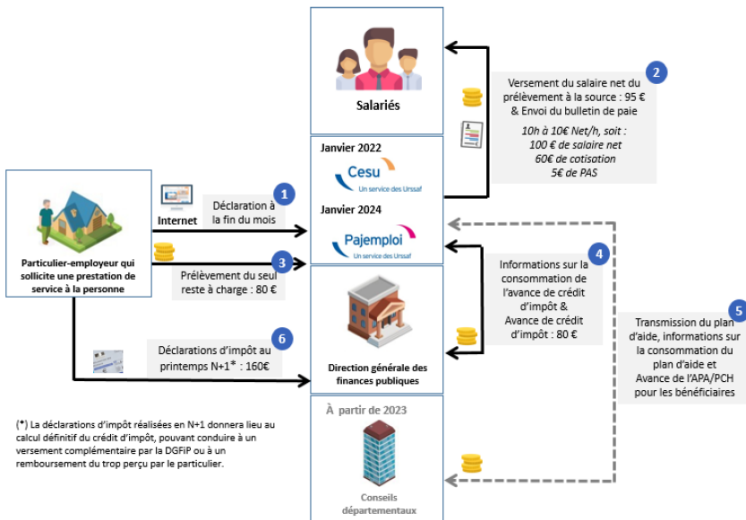 Salariés
2
Versement du salaire net du
prélèvement à la source : 95 €
& Envoi du bulletin de paie
10h à 10€ Net/h, soit :
100 € de salaire net
60€ de cotisation
5€ de PAS
Janvier 2022
Cesu
Un service des Urssaf
1
Internet
Déclaration à
la fin du mois
Janvier 2024
Pajemploi
Un service des Urssaf
Particulier-employeur qui
sollicite une prestation de
service à la personne
3
Prélèvement du seul
reste à charge : 80 €
4
Informations sur la
consommation de
l'avance de crédit
d'impôt &
Avance de crédit
d'impôt : 80 €
5
Transmission du plan
d'aide, informations sur
la consommation du
plan d'aide et
Avance de l'APA/PCH
pour les bénéficiaires
6
Déclarations d'impôt au
printemps N+1* : 160€
Direction générale des
finances publiques
(*) La déclarations d'impôt réalisées en N+1 donnera lieu au
calcul définitif du crédit d'impôt, pouvant conduire à un
versement complémentaire par la DGFiP ou à un
remboursement du trop perçu par le particulier.
À partir de 2023
Conseils
départementaux